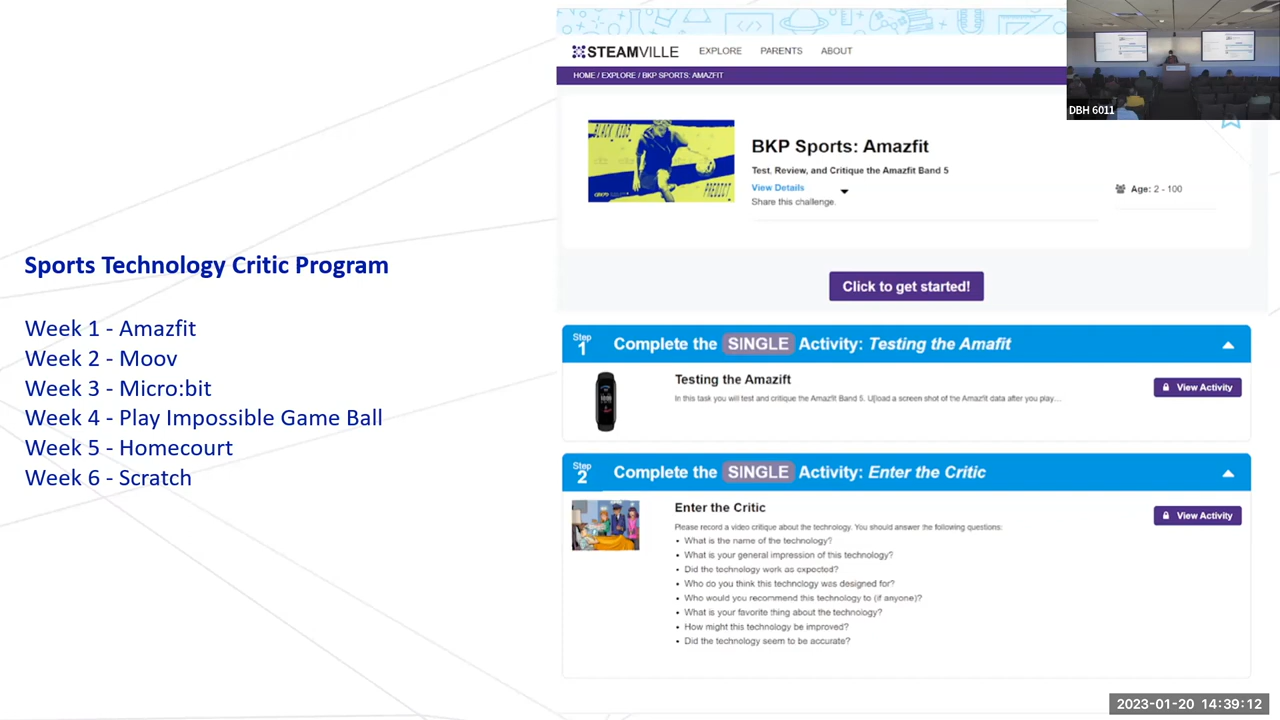 Sports Technology Critic Program
Week 1 - Amazfit
Week 2 - Moov
Week 3 - Micro:bit
Week 4 - Play Impossible Game Ball
Week 5 - Homecourt
Week 6 - Scratch
STEAMVILLE EXPLORE PARENTS ABOUT
HOME / EXPLORE / BKP SPORTS: AMAZFIT
DBH 6011
BLACK KIDS
PREDICT
BKP Sports: Amazfit
Test, Review, and Critique the Amazfit Band 5
View Details
Share this challenge.
Age: 2 - 100
Click to get started!
Step 1 Complete the SINGLE Activity: Testing the Amafit
Testing the Amazift
View Activity
In this task you will test and critique the Amazfit Band 5. Upload a screen shot of the Amazfit data after you play...
Step 2 Complete the SINGLE Activity: Enter the Critic
Enter the Critic
View Activity
Please record a video critique about the technology. You should answer the following questions:
• What is the name of the technology?
• What is your general impression of this technology?
• Did the technology work as expected?
• Who do you think this technology was designed for?
• Who would you recommend this technology to (if anyone)?
• What is your favorite thing about the technology?
• How might this technology be improved?
• Did the technology seem to be accurate?
2023-01-20 14:39:12